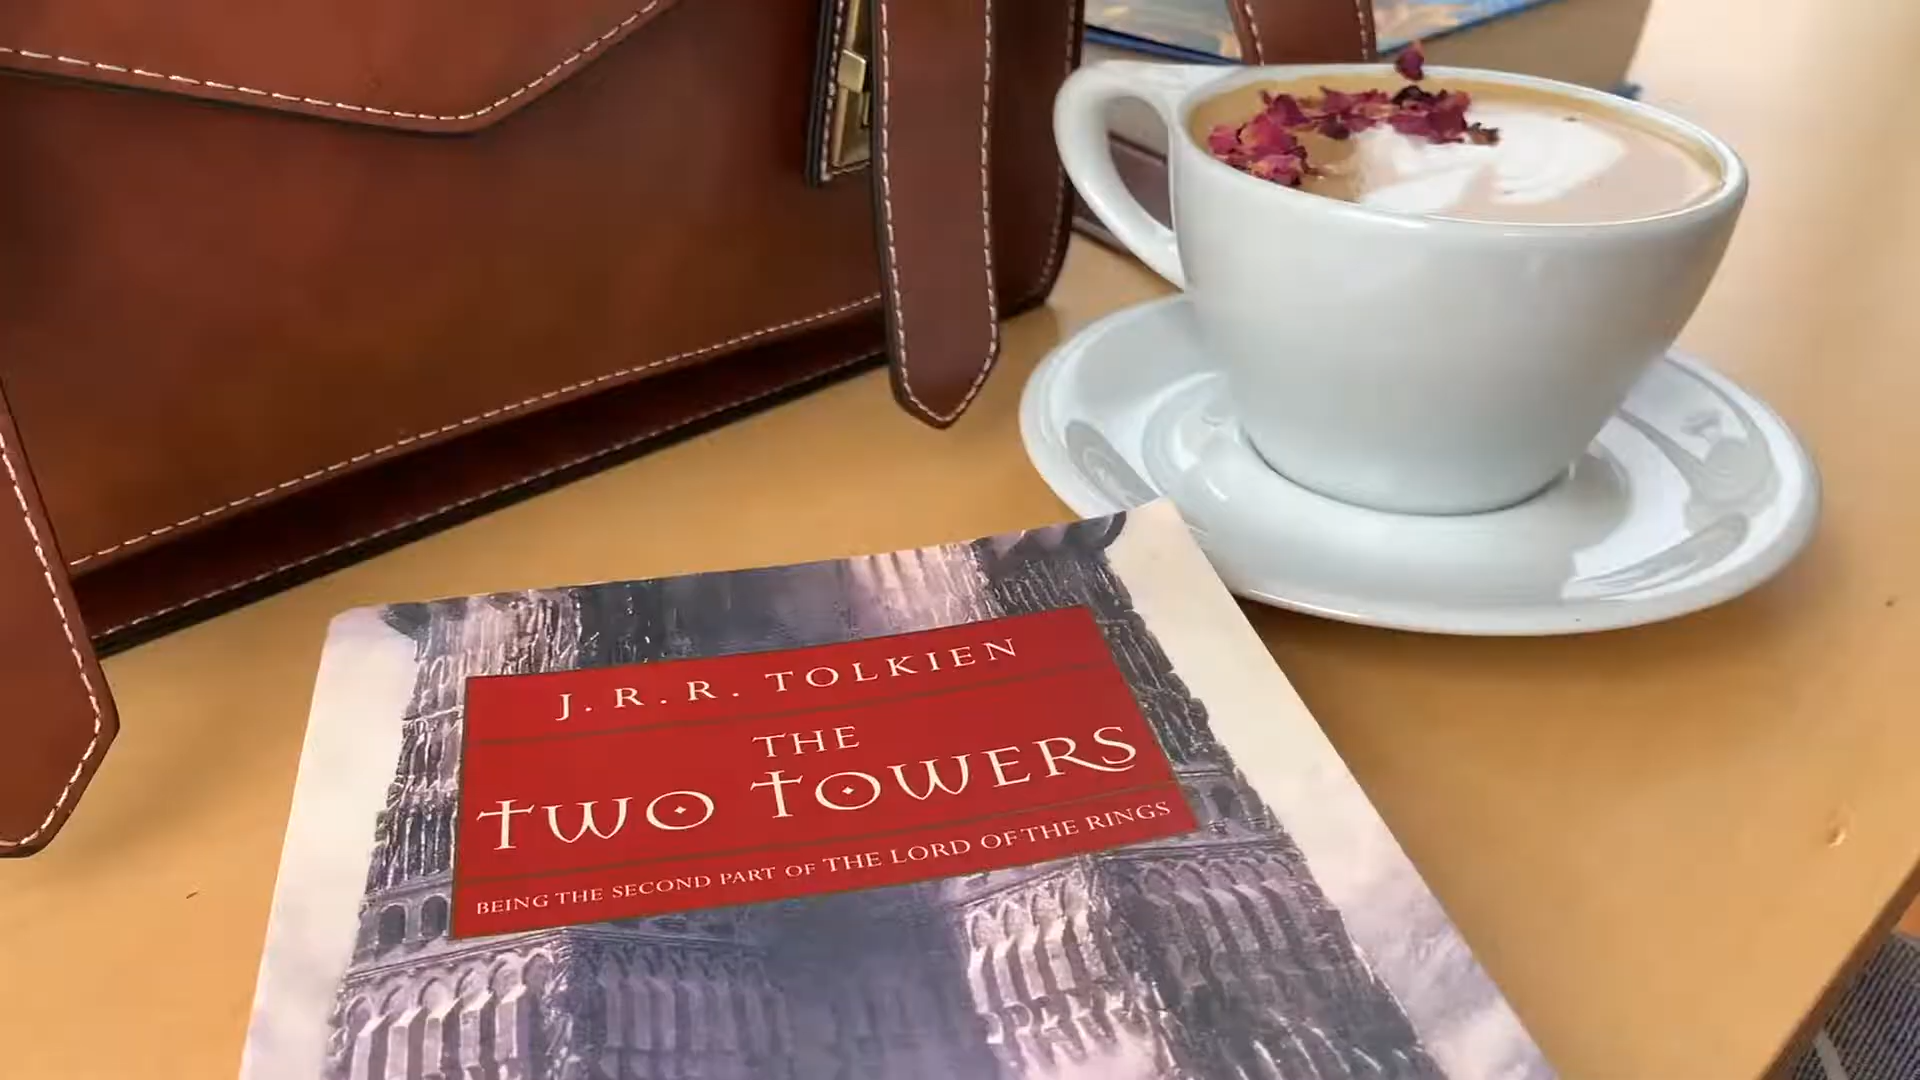 J. R. R. TOLKIEN
THE
TWO TOWERS
BEING THE SECOND PART OF THE LORD OF THE RINGS